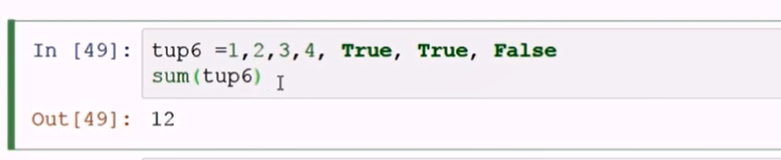 In [49]: tup6 =1,2,3,4, True, True, False
sum(tup6)
Out[49]: 12